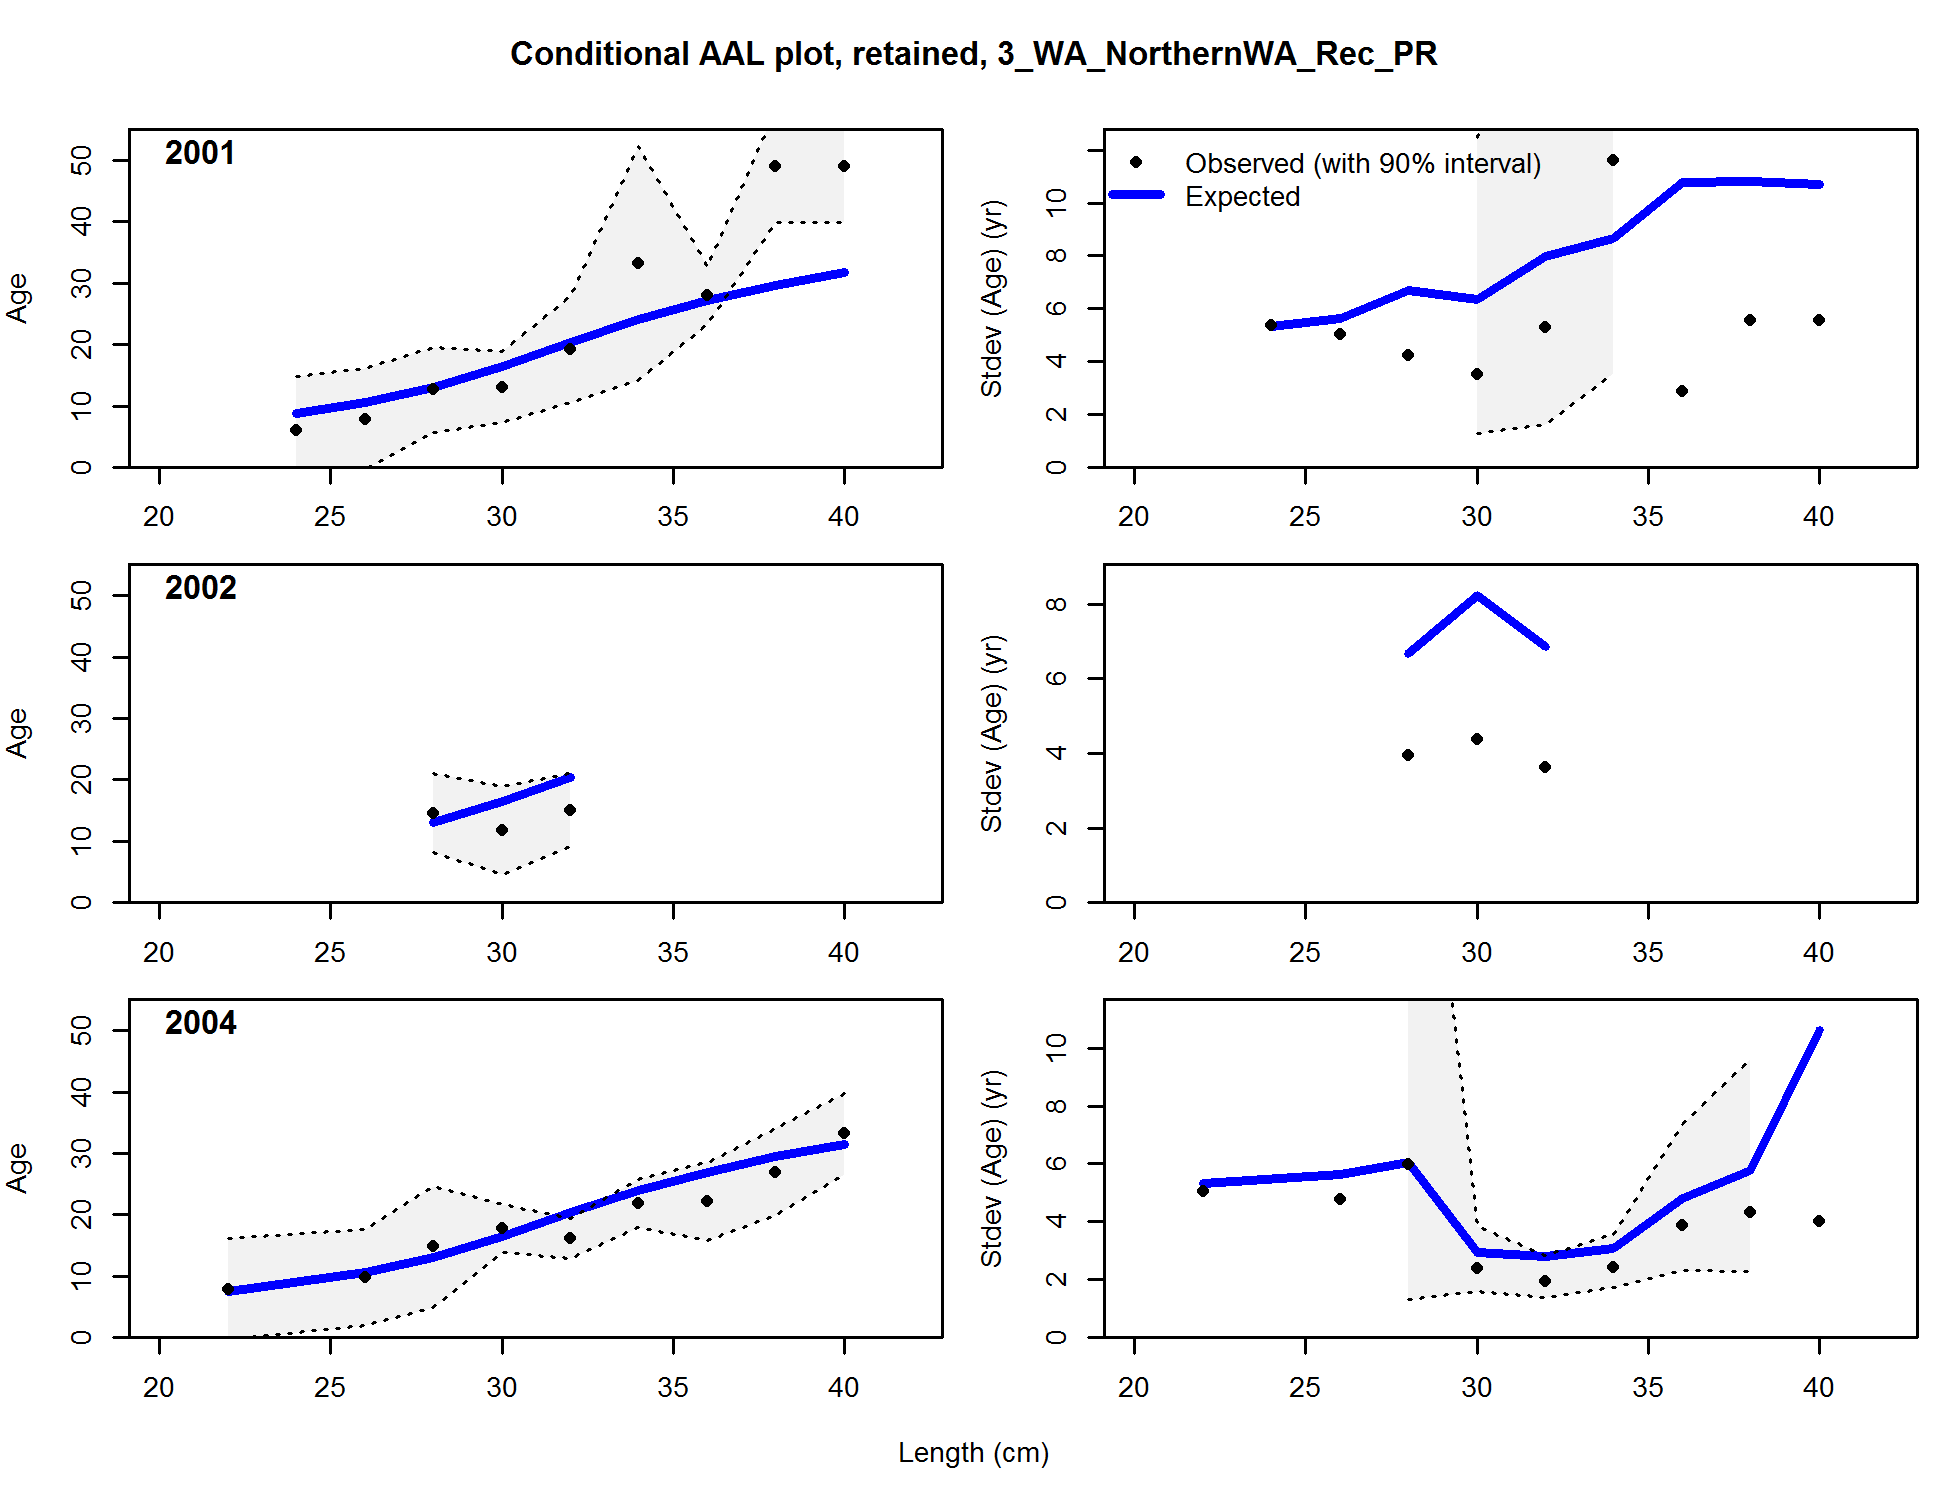 Conditional AAL plot, retained, 3_WA_NorthernWA_Rec_PR
2001
Age
0 10 20 30 40 50
20 25 30 35 40
Observed (with 90% interval)
Expected
Stdev (Age) (yr)
0 2 4 6 8 10
20 25 30 35 40
2002
Age
0 10 20 30 40 50
20 25 30 35 40
Stdev (Age) (yr)
0 2 4 6 8
20 25 30 35 40
2004
Age
0 10 20 30 40 50
20 25 30 35 40
Stdev (Age) (yr)
0 2 4 6 8 10
20 25 30 35 40
Length (cm)